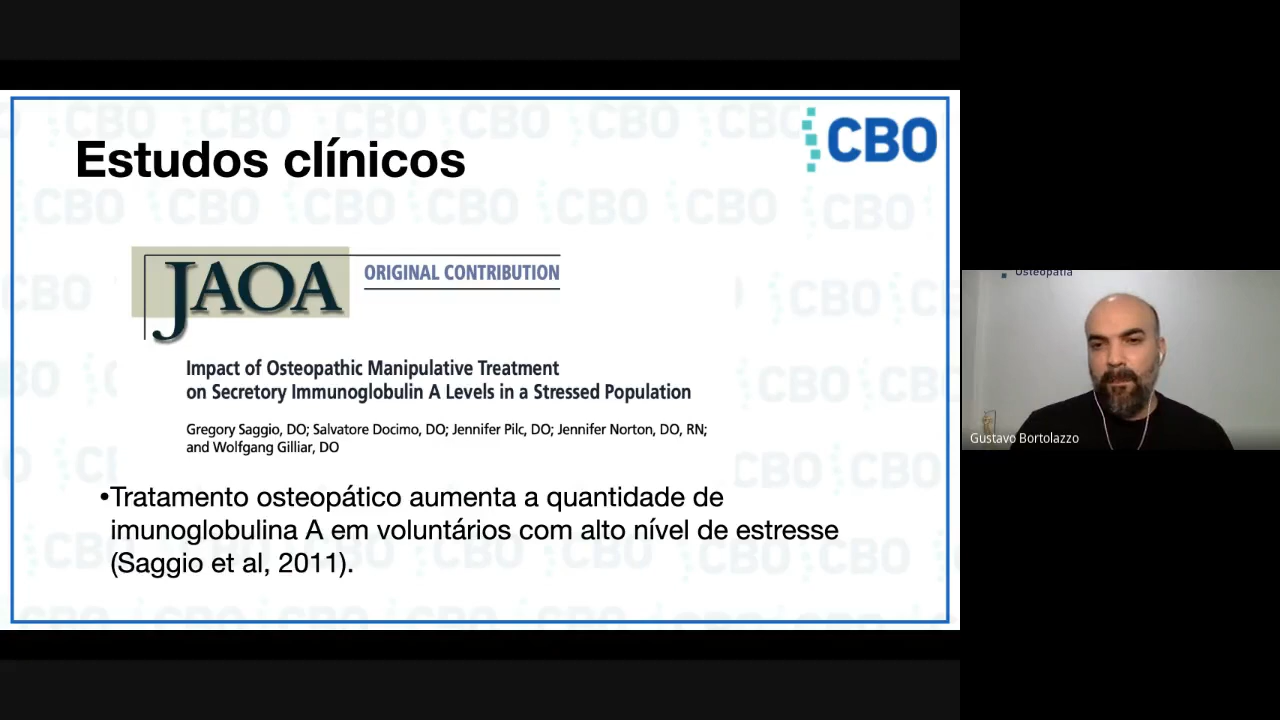 Estudos clínicos
CBO
JAOA
ORIGINAL CONTRIBUTION
Impact of Osteopathic Manipulative Treatment
on Secretory Immunoglobulin A Levels in a Stressed Population
Gregory Saggio, DO; Salvatore Docimo, DO; Jennifer Pilc, DO; Jennifer Norton, DO, RN;
and Wolfgang Gilliar, DO
•Tratamento osteopático aumenta a quantidade de
imunoglobulina A em voluntários com alto nível de estresse
(Saggio et al, 2011).
Osteopatia
Gustavo Bortolazzo